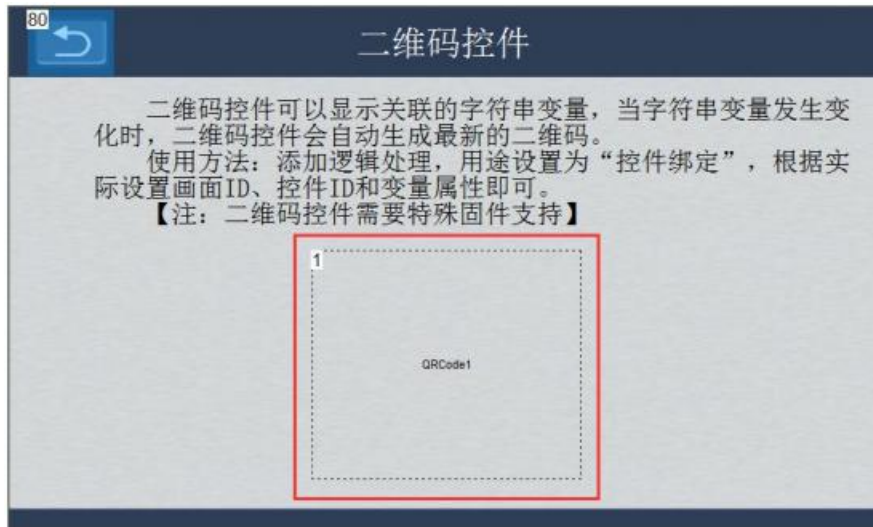 80
二维码控件
二维码控件可以显示关联的字符串变量，当字符串变量发生变
化时，二维码控件会自动生成最新的二维码。
使用方法：添加逻辑处理，用途设置为“控件绑定”，根据实
际设置画面ID、控件ID和变量属性即可。
【注：二维码控件需要特殊固件支持】
1
QRCode1